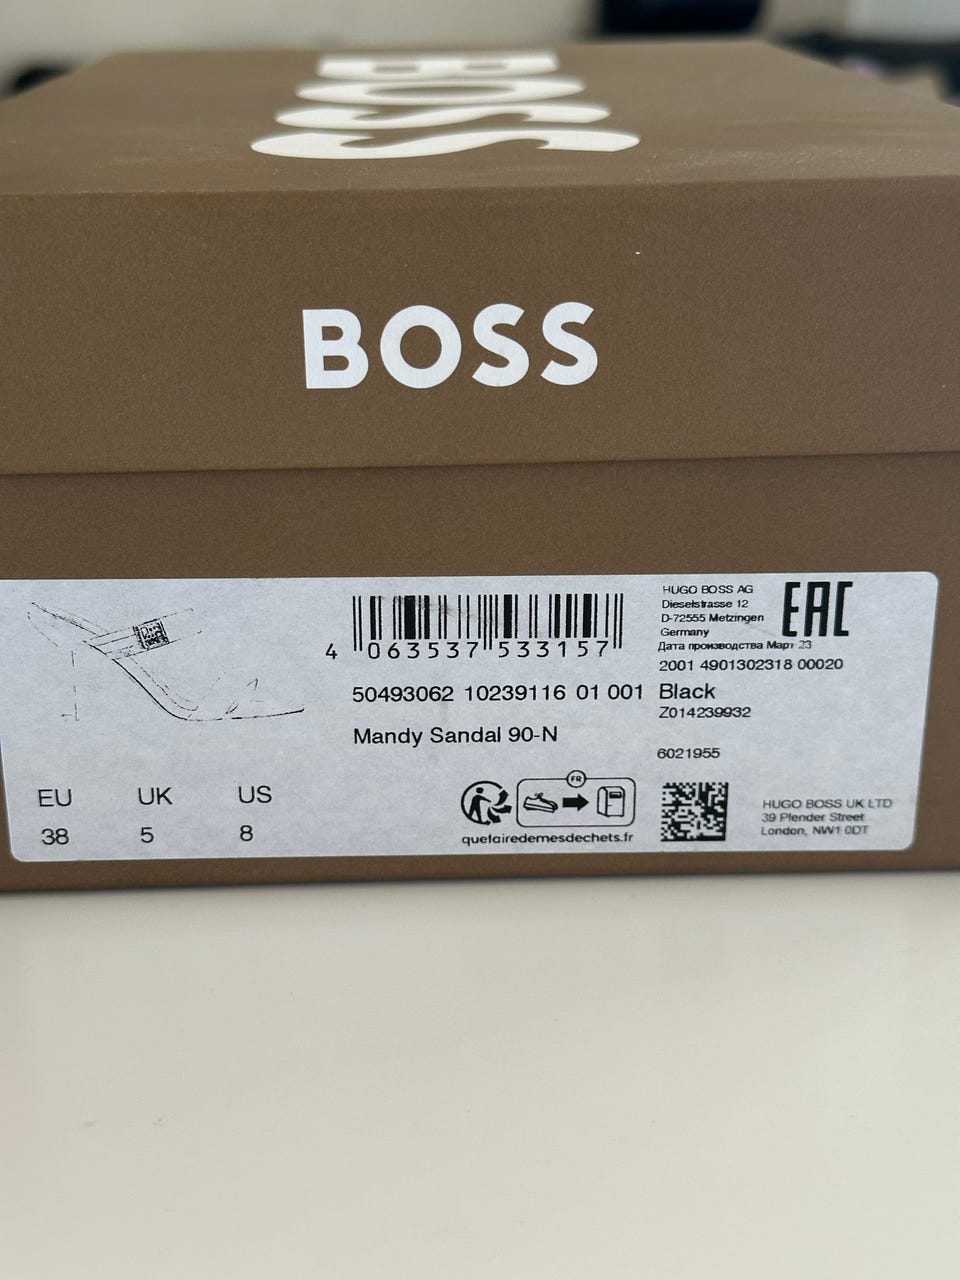 BOSS
BOSS
4 063537 533157
50493062 10239116 01 001
Mandy Sandal 90-N
HUGO BOSS AG
Dieselstrasse 12
D-72555 Metzingen
Germany
Дата производства Март 23
2001 4901302318 00020
Black
Z014239932
6021955
EAC
EU UK US
38 5 8
FR
quefairedemesdechets.fr
HUGO BOSS UK LTD
39 Plender Street
London, NW1 0DT